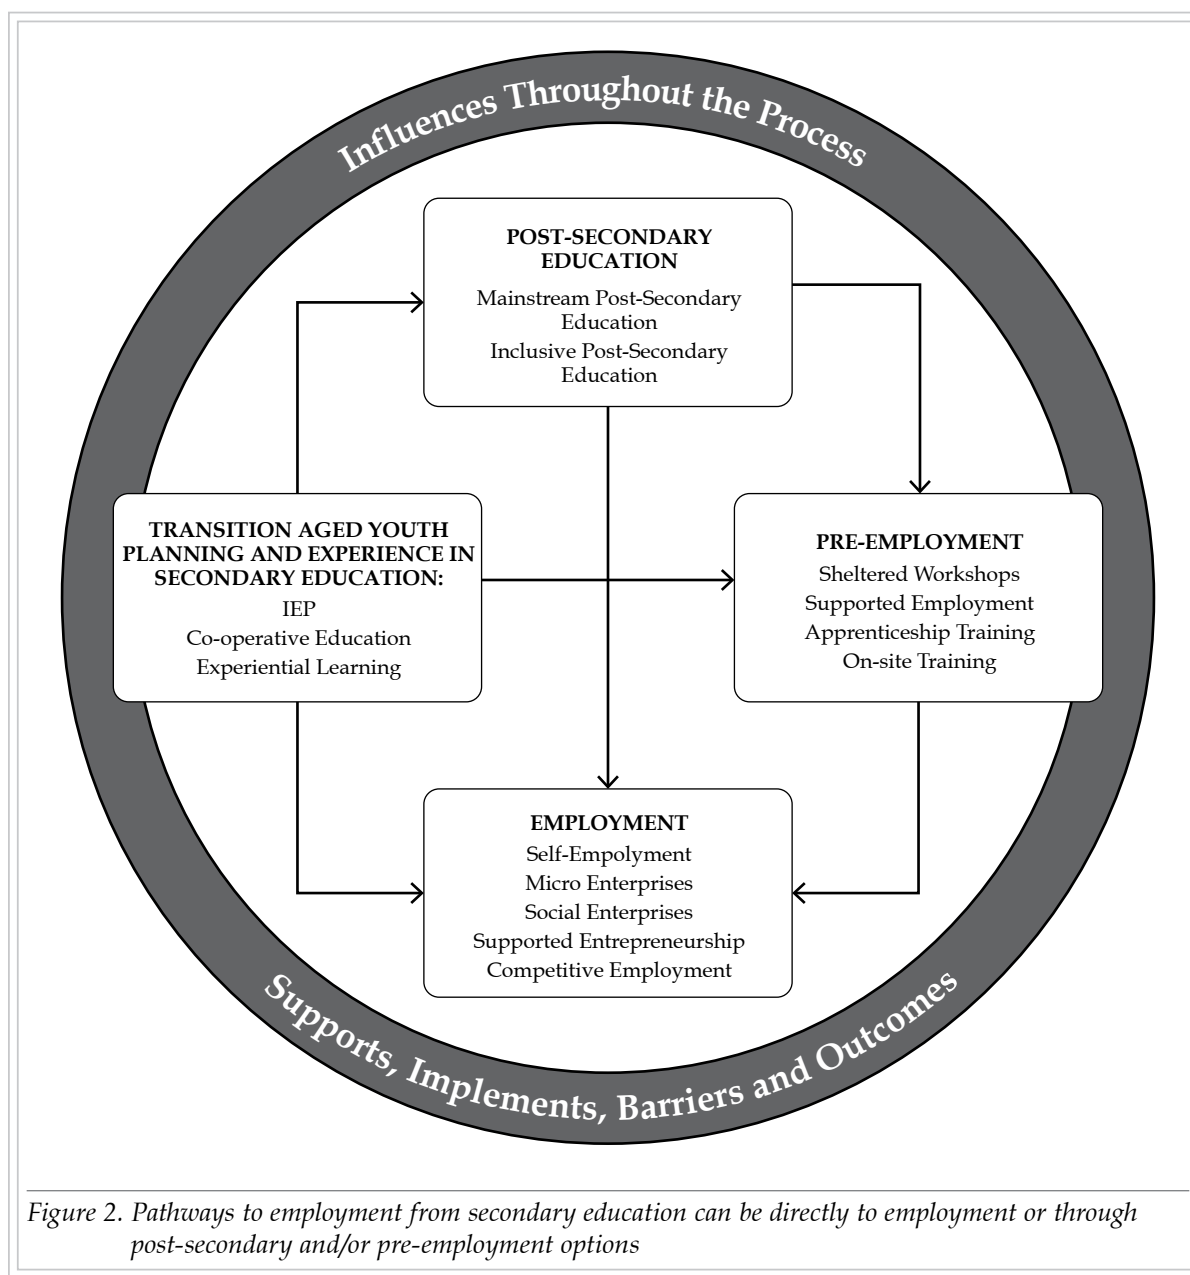 Influences Throughout the Process
POST-SECONDARY
EDUCATION
Mainstream Post-Secondary
Education
Inclusive Post-Secondary
Education
TRANSITION AGED YOUTH
PLANNING AND EXPERIENCE IN
SECONDARY EDUCATION:
IEP
Co-operative Education
Experiential Learning
PRE-EMPLOYMENT
Sheltered Workshops
Supported Employment
Apprenticeship Training
On-site Training
EMPLOYMENT
Self-Empolyment
Micro Enterprises
Social Enterprises
Supported Entrepreneurship
Competitive Employment
Supports, Implements, Barriers and Outcomes
Figure 2. Pathways to employment from secondary education can be directly to employment or through
post-secondary and/or pre-employment options